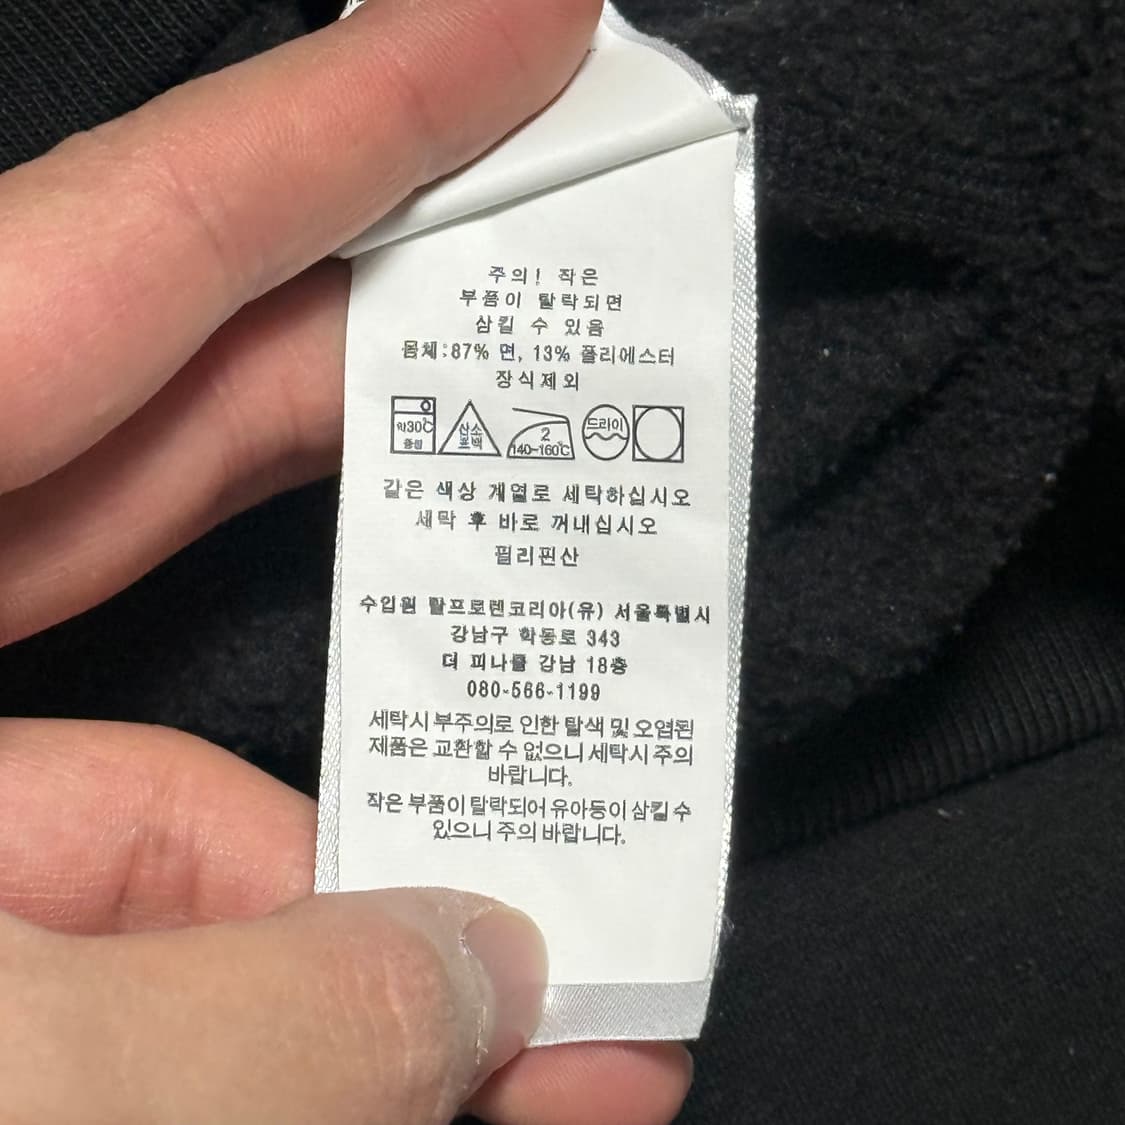 주의! 작은
부품이 탈락되면
삼킬 수 있음
몸체:87% 면, 13% 폴리에스터
장식제외
약30℃
중성
산소
표백
2
140~160℃
드라이
같은 색상 계열로 세탁하십시오
세탁 후 바로 꺼내십시오
필리핀산
수입원 랄프로렌코리아(유) 서울특별시
강남구 학동로 343
더 피나클 강남 18층
080-566-1199
세탁시 부주의로 인한 탈색 및 오염된
제품은 교환할 수 없으니 세탁시 주의
바랍니다.
작은 부품이 탈락되어 유아등이 삼킬 수
있으니 주의 바랍니다.